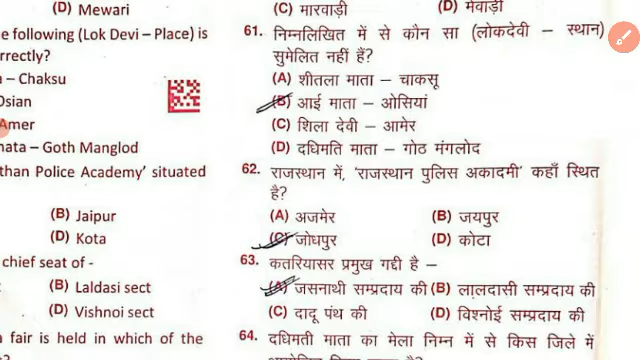 (D) Mewari
e following (Lok Devi – Place) is
rrectly?
a – Chaksu
Osian
Amer
nata – Goth Manglod
than Police Academy' situated
(B) Jaipur
(D) Kota
chief seat of -
(B) Laldasi sect
(D) Vishnoi sect
a fair is held in which of the
(C) मारवाड़ी (D) मेवाड़ी
61. निम्नलिखित में से कौन सा (लोकदेवी – स्थान)
सुमेलित नहीं हैं?
(A) शीतला माता – चाकसू
(B) आई माता – ओसियां
(C) शिला देवी – आमेर
(D) दधिमति माता – गोठ मंगलोद
62. राजस्थान में, 'राजस्थान पुलिस अकादमी' कहाँ स्थित
है?
(A) अजमेर (B) जयपुर
(C) जोधपुर (D) कोटा
63. कतरियासर प्रमुख गद्दी है –
(A) जसनाथी सम्प्रदाय की (B) लालदासी सम्प्रदाय की
(C) दादू पंथ की (D) विश्नोई सम्प्रदाय की
64. दधिमती माता का मेला निम्न में से किस जिले में